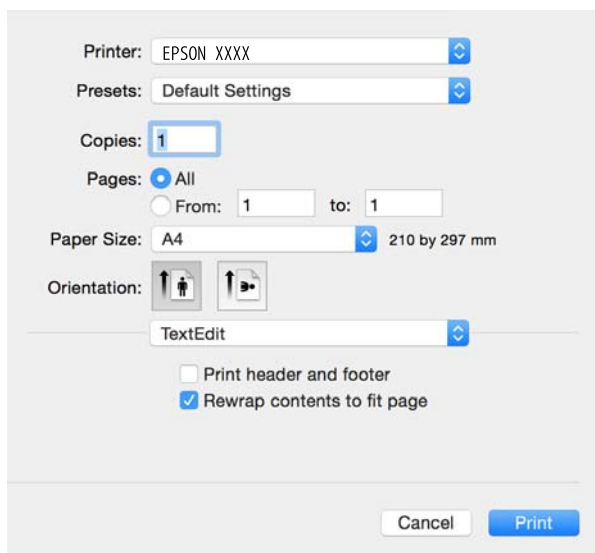 Printer: EPSON XXXX
Presets: Default Settings
Copies: 1
Pages: All
From: 1 to: 1
Paper Size: A4 210 by 297 mm
Orientation:
TextEdit
Print header and footer
Rewrap contents to fit page
Cancel Print